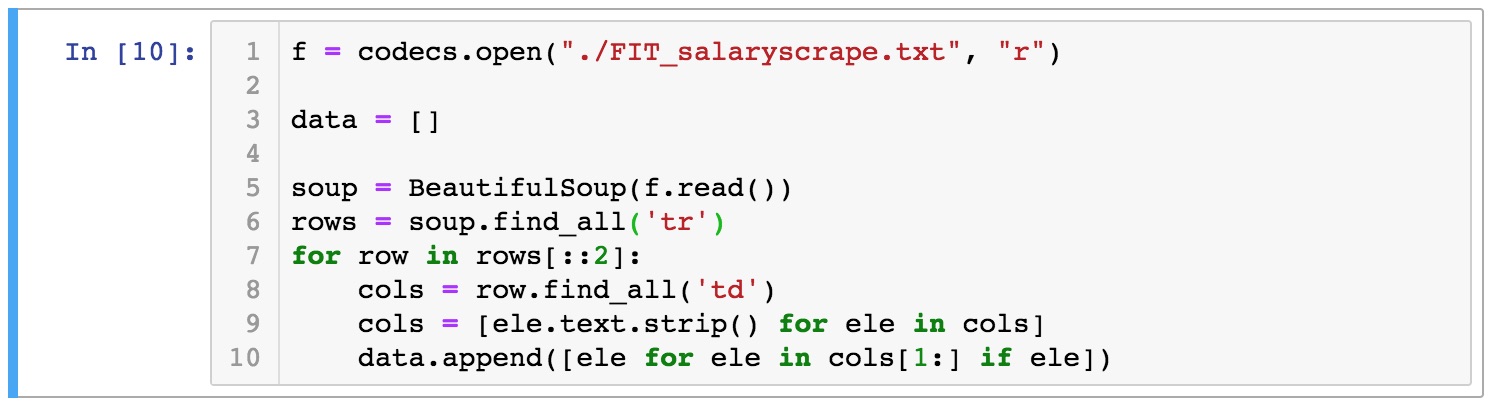 In [10]:
1 f = codecs.open("./FIT_salaryscrape.txt", "r")
2
3 data = []
4
5 soup = BeautifulSoup(f.read())
6 rows = soup.find_all('tr')
7 for row in rows[::2]:
8     cols = row.find_all('td')
9     cols = [ele.text.strip() for ele in cols]
10     data.append([ele for ele in cols[1:] if ele])